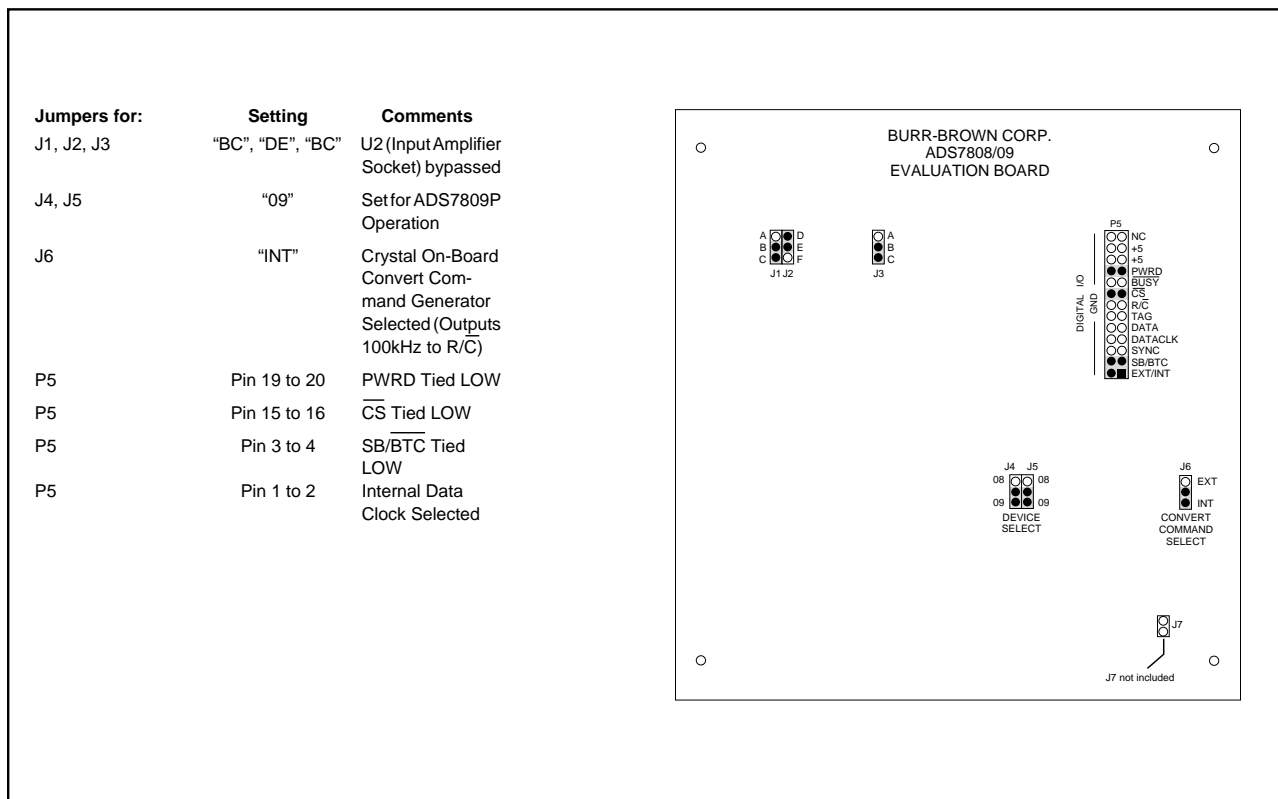 Jumpers for: Setting Comments
J1, J2, J3 “BC”, “DE”, “BC” U2 (Input Amplifier
Socket) bypassed
J4, J5 “09” Set for ADS7809P
Operation
J6 “INT” Crystal On-Board
Convert Com-
mand Generator
Selected (Outputs
100kHz to R/C̅)
P5 Pin 19 to 20 PWRD Tied LOW
P5 Pin 15 to 16 C̅S̅ Tied LOW
P5 Pin 3 to 4 SB/B̅T̅C̅ Tied
LOW
P5 Pin 1 to 2 Internal Data
Clock Selected
BURR-BROWN CORP.
ADS7808/09
EVALUATION BOARD
A D
B E
C F
J1 J2
A
B
C
J3
P5
NC
+5
+5
PWRD
B̅U̅S̅Y̅
C̅S̅
R/C̅
TAG
DATA
DATACLK
SYNC
SB/BTC
EXT/INT
DIGITAL I/O
GND
J4 J5
08 08
09 09
DEVICE
SELECT
J6
EXT
INT
CONVERT
COMMAND
SELECT
J7
J7 not included